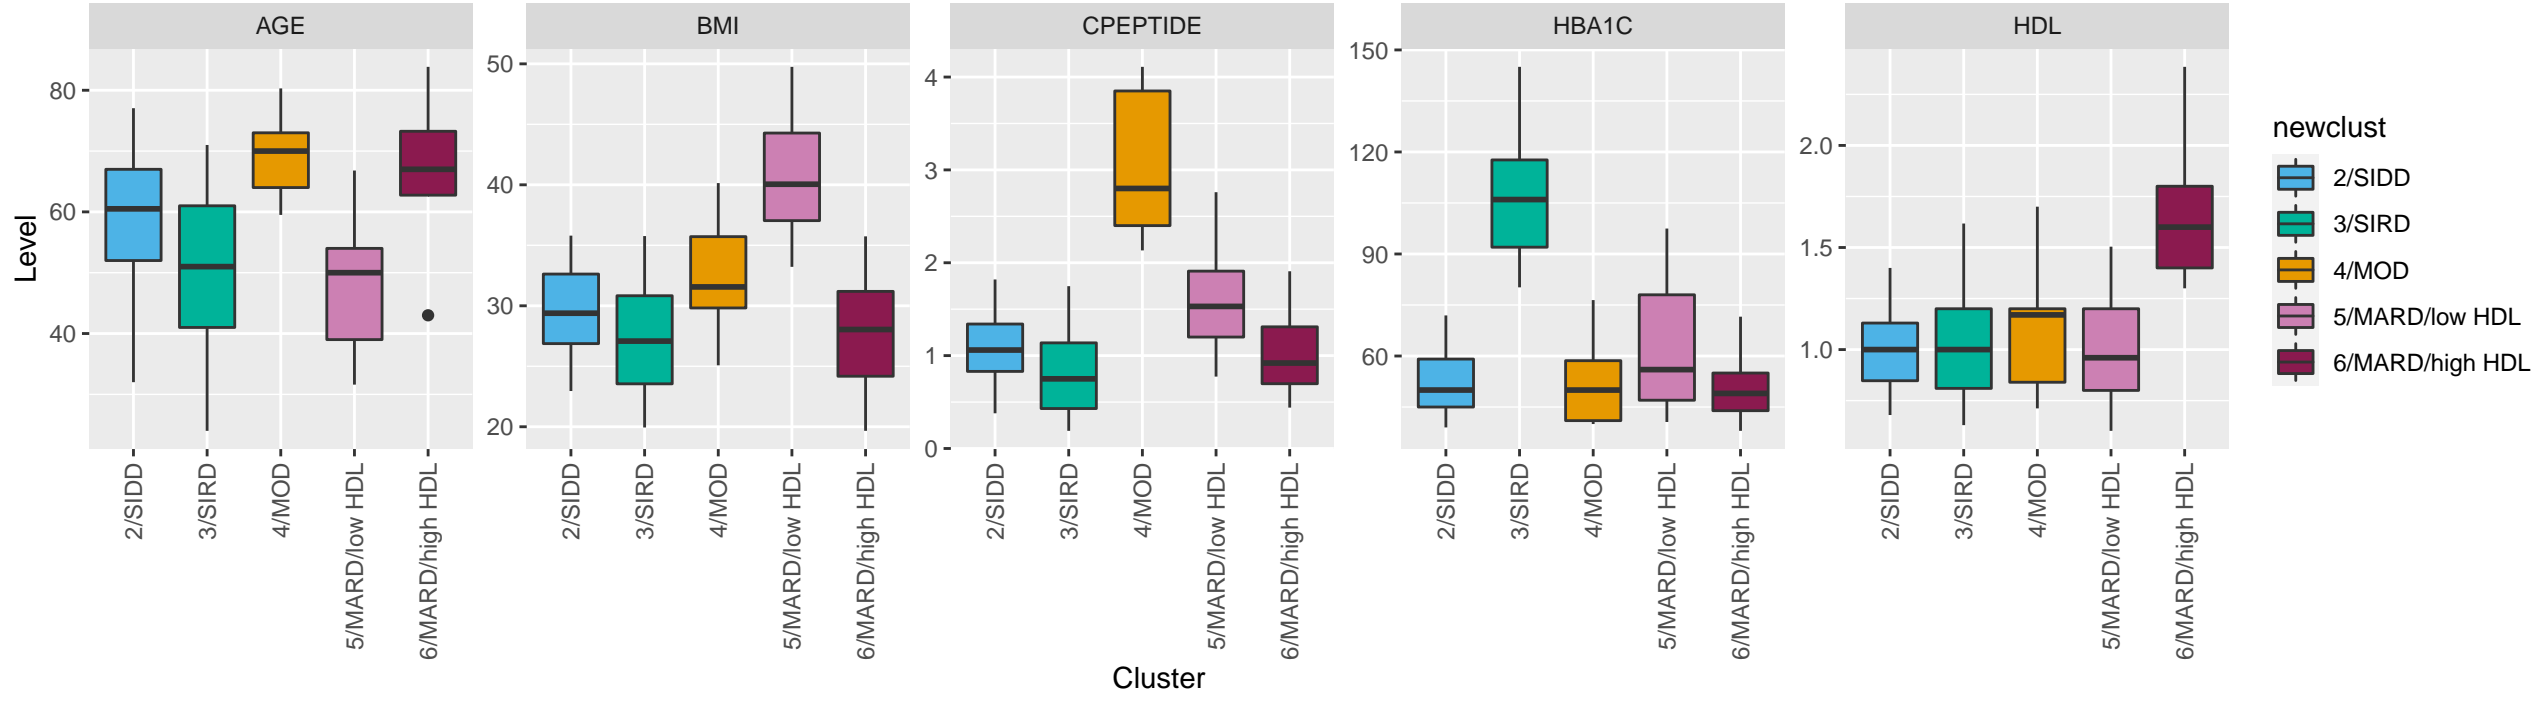 AGE
BMI
CPEPTIDE
HBA1C
HDL
Level
80
60
40
2/SIDD
3/SIRD
4/MOD
5/MARD/low HDL
6/MARD/high HDL
50
40
30
20
2/SIDD
3/SIRD
4/MOD
5/MARD/low HDL
6/MARD/high HDL
4
3
2
1
0
2/SIDD
3/SIRD
4/MOD
5/MARD/low HDL
6/MARD/high HDL
150
120
90
60
2/SIDD
3/SIRD
4/MOD
5/MARD/low HDL
6/MARD/high HDL
2.0
1.5
1.0
2/SIDD
3/SIRD
4/MOD
5/MARD/low HDL
6/MARD/high HDL
Cluster
newclust
2/SIDD
3/SIRD
4/MOD
5/MARD/low HDL
6/MARD/high HDL